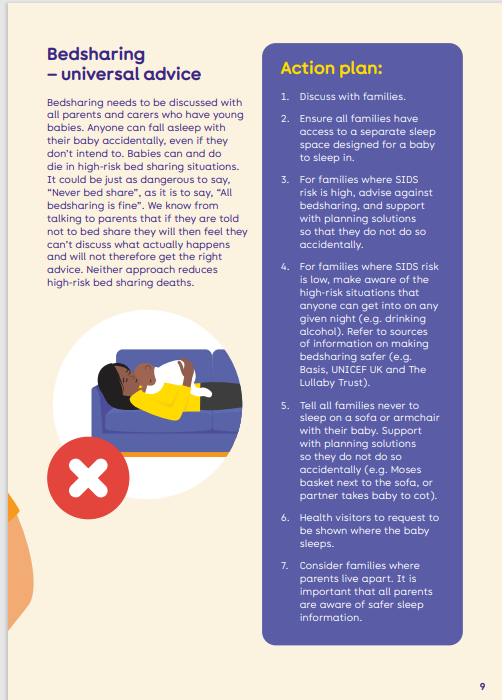 Bedsharing
– universal advice
Bedsharing needs to be discussed with
all parents and carers who have young
babies. Anyone can fall asleep with
their baby accidentally, even if they
don’t intend to. Babies can and do
die in high-risk bed sharing situations.
It could be just as dangerous to say,
“Never bed share”, as it is to say, “All
bedsharing is fine”. We know from
talking to parents that if they are told
not to bed share they will then feel they
can’t discuss what actually happens
and will not therefore get the right
advice. Neither approach reduces
high-risk bed sharing deaths.
Action plan:
1. Discuss with families.
2. Ensure all families have
access to a separate sleep
space designed for a baby
to sleep in.
3. For families where SIDS
risk is high, advise against
bedsharing, and support
with planning solutions
so that they do not do so
accidentally.
4. For families where SIDS risk
is low, make aware of the
high-risk situations that
anyone can get into on any
given night (e.g. drinking
alcohol). Refer to sources
of information on making
bedsharing safer (e.g.
Basis, UNICEF UK and The
Lullaby Trust).
5. Tell all families never to
sleep on a sofa or armchair
with their baby. Support
with planning solutions
so they do not do so
accidentally (e.g. Moses
basket next to the sofa, or
partner takes baby to cot).
6. Health visitors to request to
be shown where the baby
sleeps.
7. Consider families where
parents live apart. It is
important that all parents
are aware of safer sleep
information.
9